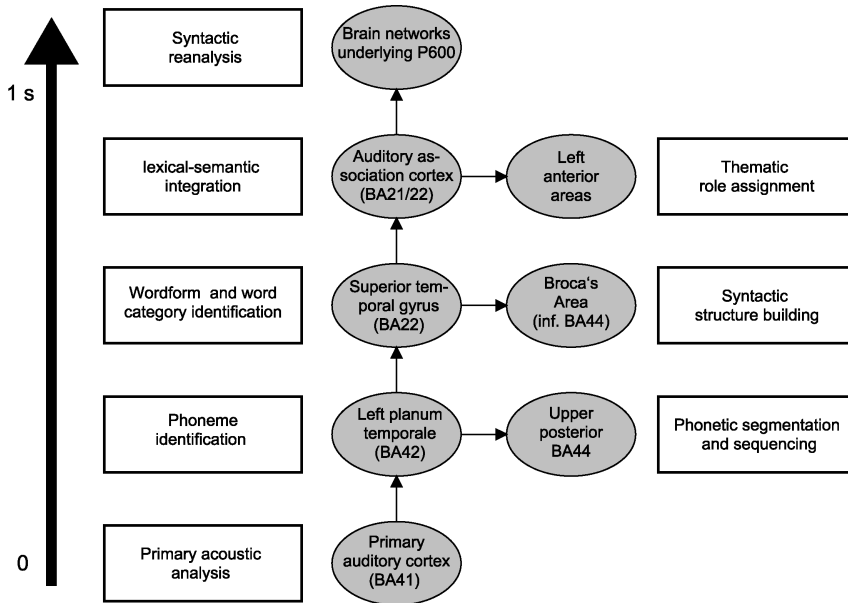 Syntactic
reanalysis
Brain networks
underlying P600
1 s
lexical-semantic
integration
Auditory as-
sociation cortex
(BA21/22)
Left
anterior
areas
Thematic
role assignment
Wordform and word
category identification
Superior tem-
poral gyrus
(BA22)
Broca's
Area
(inf. BA44)
Syntactic
structure building
Phoneme
identification
Left planum
temporale
(BA42)
Upper
posterior
BA44
Phonetic segmentation
and sequencing
0
Primary acoustic
analysis
Primary
auditory cortex
(BA41)